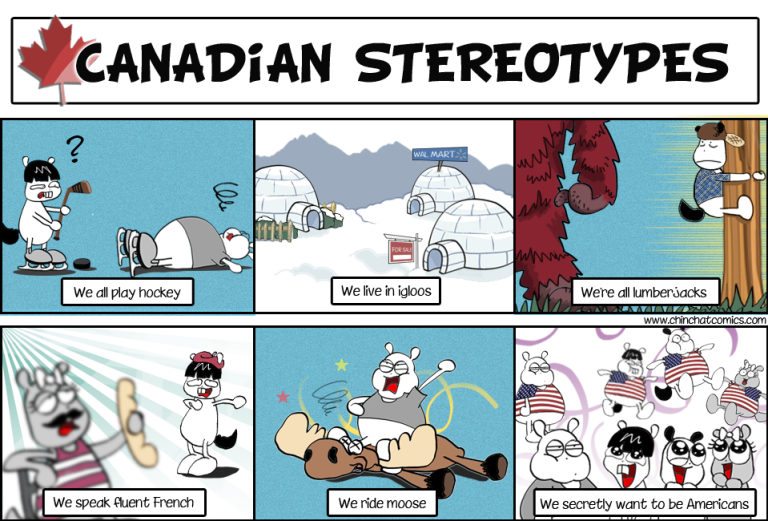 CANADIAN STEREOTYPES
?
WAL MART
FOR SALE
We all play hockey
We live in igloos
We're all lumberjacks
www.chinchatcomics.com
We speak fluent French
We ride moose
We secretly want to be Americans